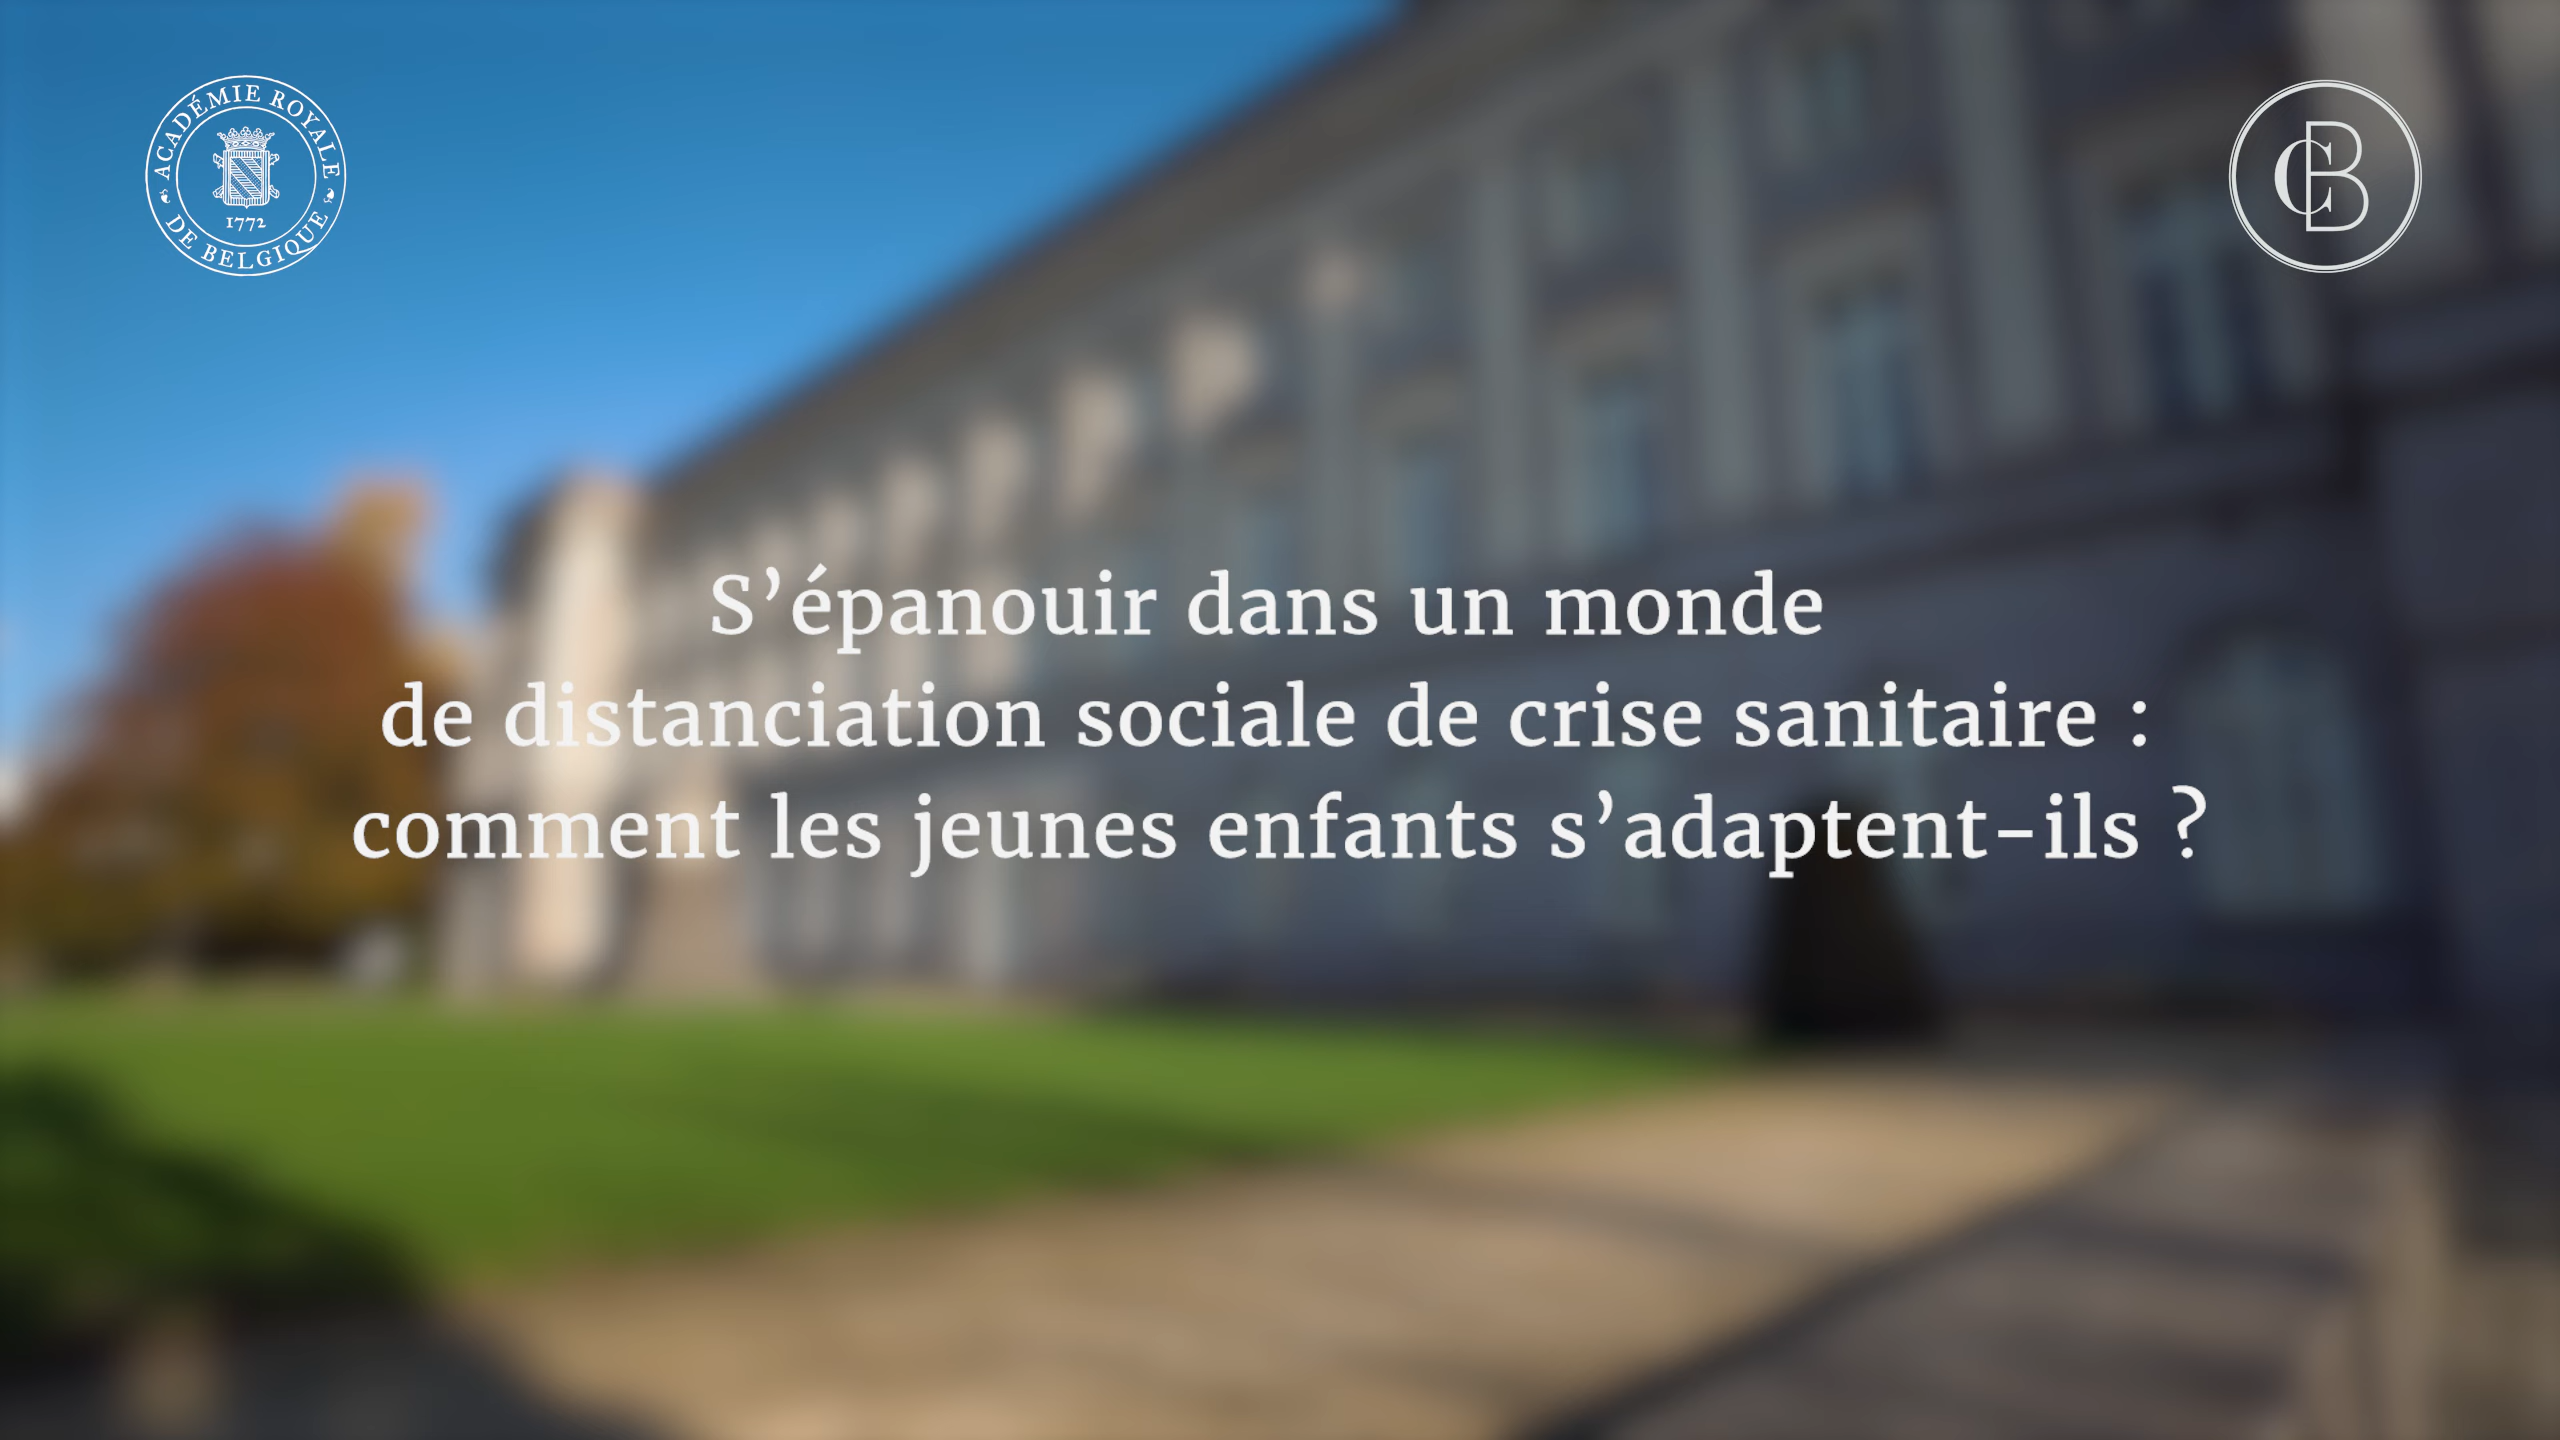 ACADÉMIE ROYALE
DE BELGIQUE
1772
CB
S’épanouir dans un monde
de distanciation sociale de crise sanitaire :
comment les jeunes enfants s’adaptent-ils ?